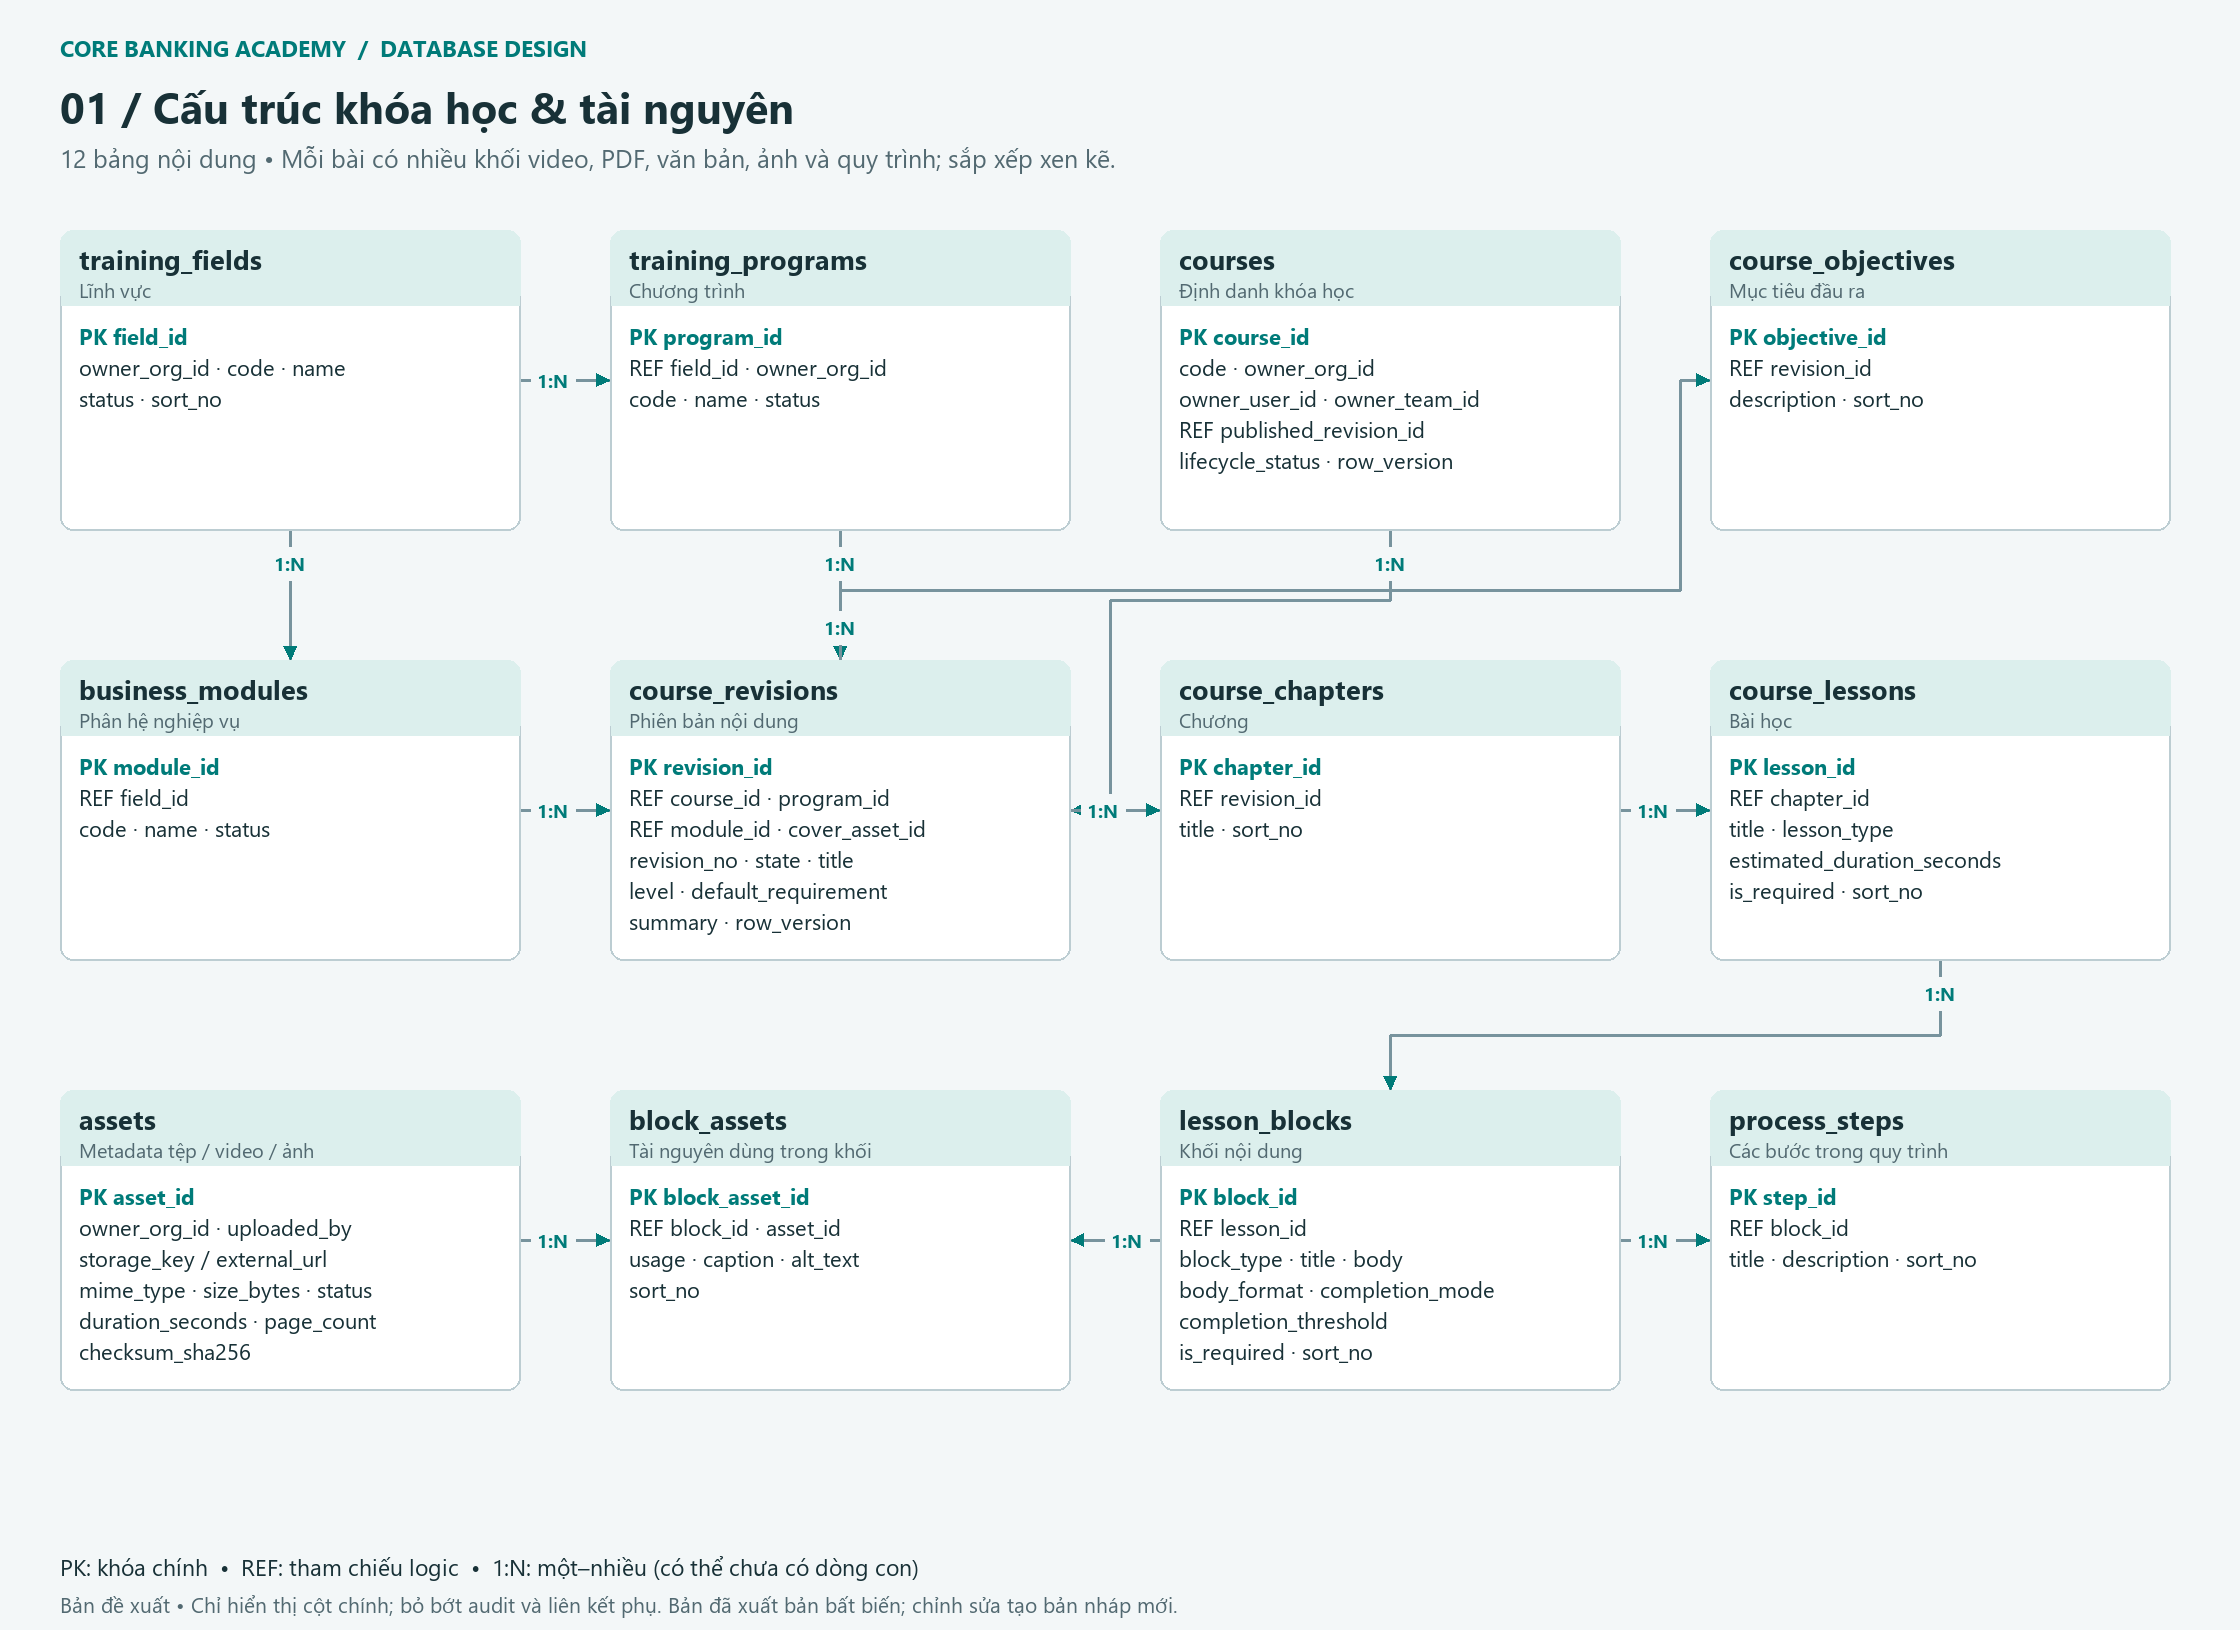 CORE BANKING ACADEMY / DATABASE DESIGN
01 / Cấu trúc khóa học & tài nguyên
12 bảng nội dung • Mỗi bài có nhiều khối video, PDF, văn bản, ảnh và quy trình; sắp xếp xen kẽ.
training_fields
Lĩnh vực
PK field_id
owner_org_id · code · name
status · sort_no
1:N
training_programs
Chương trình
PK program_id
REF field_id · owner_org_id
code · name · status
courses
Định danh khóa học
PK course_id
code · owner_org_id
owner_user_id · owner_team_id
REF published_revision_id
lifecycle_status · row_version
course_objectives
Mục tiêu đầu ra
PK objective_id
REF revision_id
description · sort_no
1:N
1:N
1:N
1:N
business_modules
Phân hệ nghiệp vụ
PK module_id
REF field_id
code · name · status
1:N
course_revisions
Phiên bản nội dung
PK revision_id
REF course_id · program_id
REF module_id · cover_asset_id
revision_no · state · title
level · default_requirement
summary · row_version
1:N
course_chapters
Chương
PK chapter_id
REF revision_id
title · sort_no
1:N
course_lessons
Bài học
PK lesson_id
REF chapter_id
title · lesson_type
estimated_duration_seconds
is_required · sort_no
1:N
assets
Metadata tệp / video / ảnh
PK asset_id
owner_org_id · uploaded_by
storage_key / external_url
mime_type · size_bytes · status
duration_seconds · page_count
checksum_sha256
1:N
block_assets
Tài nguyên dùng trong khối
PK block_asset_id
REF block_id · asset_id
usage · caption · alt_text
sort_no
1:N
lesson_blocks
Khối nội dung
PK block_id
REF lesson_id
block_type · title · body
body_format · completion_mode
completion_threshold
is_required · sort_no
1:N
process_steps
Các bước trong quy trình
PK step_id
REF block_id
title · description · sort_no
PK: khóa chính • REF: tham chiếu logic • 1:N: một–nhiều (có thể chưa có dòng con)
Bản đề xuất • Chỉ hiển thị cột chính; bỏ bớt audit và liên kết phụ. Bản đã xuất bản bất biến; chỉnh sửa tạo bản nháp mới.